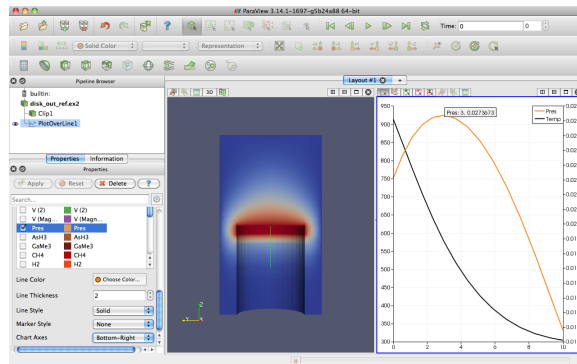 ParaView 3.14.1-1697-g5b24a88 64-bit
Time: 0
0
Solid Color
Representation
Pipeline Browser
builtin:
disk_out_ref.ex2
Clip1
PlotOverLine1
Properties
Information
Properties
Apply
Reset
Delete
?
Search...
V (2)
V (2)
V (Mag...
V (Magn...
Pres
Pres
AsH3
AsH3
GaMe3
GaMe3
CH4
CH4
H2
H2
Line Color
Choose Color...
Line Thickness
2
Line Style
Solid
Marker Style
None
Chart Axes
Bottom-Right
Layout #1
+
3D
Z
Y
Pres: 3, 0.0273673
Pres
Temp
950
900
850
800
750
700
650
600
550
500
450
400
350
300
0
2
4
6
8
10